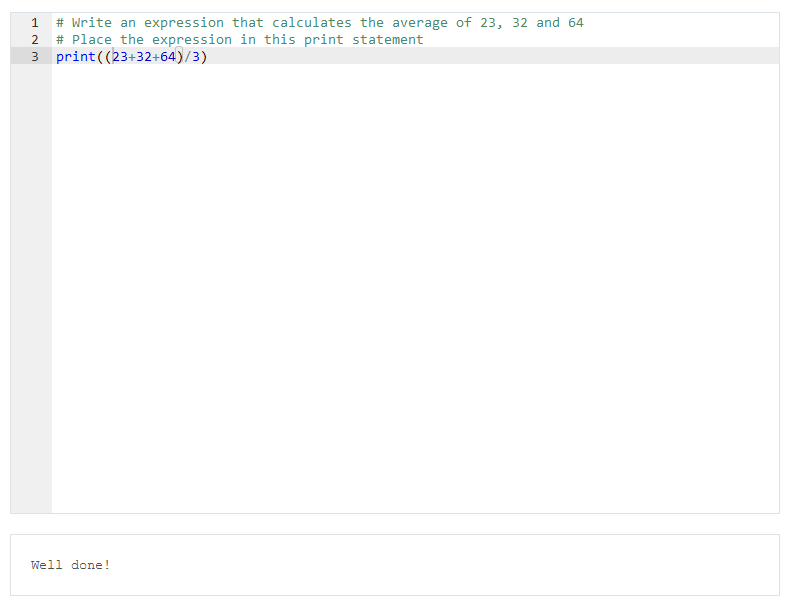 1 # Write an expression that calculates the average of 23, 32 and 64
2 # Place the expression in this print statement
3 print((23+32+64)/3)
Well done!